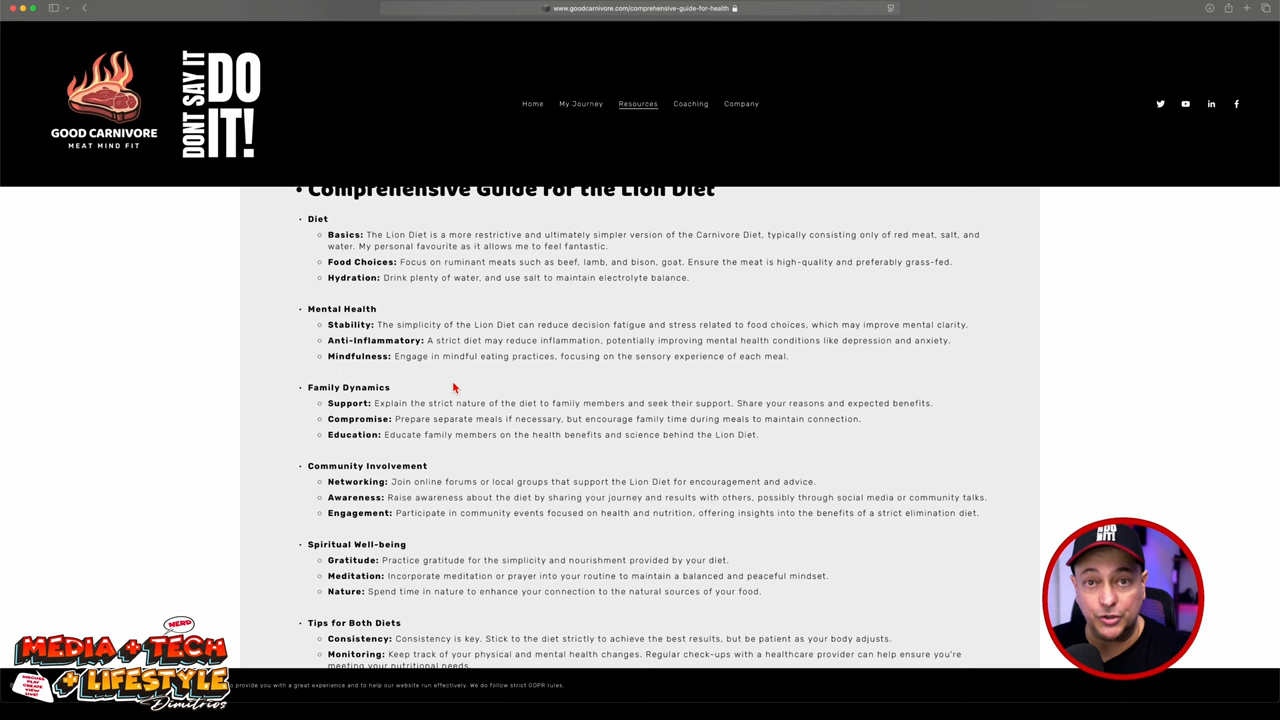 www.goodcarnivore.com/comprehensive-guide-for-health
GOOD CARNIVORE
MEAT MIND FIT
DONT SAY IT
DO
IT!
Home
My Journey
Resources
Coaching
Company
• Comprehensive Guide For the Lion Diet
• Diet
Basics: The Lion Diet is a more restrictive and ultimately simpler version of the Carnivore Diet, typically consisting only of red meat, salt, and
water. My personal favourite as it allows me to feel fantastic.
Food Choices: Focus on ruminant meats such as beef, lamb, and bison, goat. Ensure the meat is high-quality and preferably grass-fed.
Hydration: Drink plenty of water, and use salt to maintain electrolyte balance.
• Mental Health
Stability: The simplicity of the Lion Diet can reduce decision fatigue and stress related to food choices, which may improve mental clarity.
Anti-Inflammatory: A strict diet may reduce inflammation, potentially improving mental health conditions like depression and anxiety.
Mindfulness: Engage in mindful eating practices, focusing on the sensory experience of each meal.
• Family Dynamics
Support: Explain the strict nature of the diet to family members and seek their support. Share your reasons and expected benefits.
Compromise: Prepare separate meals if necessary, but encourage family time during meals to maintain connection.
Education: Educate family members on the health benefits and science behind the Lion Diet.
• Community Involvement
Networking: Join online forums or local groups that support the Lion Diet for encouragement and advice.
Awareness: Raise awareness about the diet by sharing your journey and results with others, possibly through social media or community talks.
Engagement: Participate in community events focused on health and nutrition, offering insights into the benefits of a strict elimination diet.
• Spiritual Well-being
Gratitude: Practice gratitude for the simplicity and nourishment provided by your diet.
Meditation: Incorporate meditation or prayer into your routine to maintain a balanced and peaceful mindset.
Nature: Spend time in nature to enhance your connection to the natural sources of your food.
• Tips for Both Diets
Consistency: Consistency is key. Stick to the diet strictly to achieve the best results, but be patient as your body adjusts.
Monitoring: Keep track of your physical and mental health changes. Regular check-ups with a healthcare provider can help ensure you're
meeting your nutritional needs.
to provide you with a great experience and to help our website run effectively. We do follow strict GDPR rules.
NERD
MEDIA + TECH
+ LIFESTYLE
DISCUSS
PLAY
CREATE
VIEW
LIVE!
Dimitrios
DO
IT!